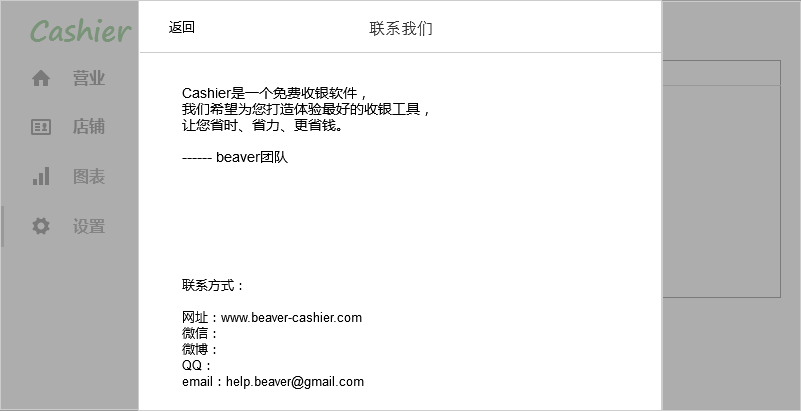 Cashier
营业
店铺
图表
设置
返回
联系我们
Cashier是一个免费收银软件，
我们希望为您打造体验最好的收银工具，
让您省时、省力、更省钱。
------ beaver团队
联系方式：
网址：www.beaver-cashier.com
微信：
微博：
QQ：
email：help.beaver@gmail.com